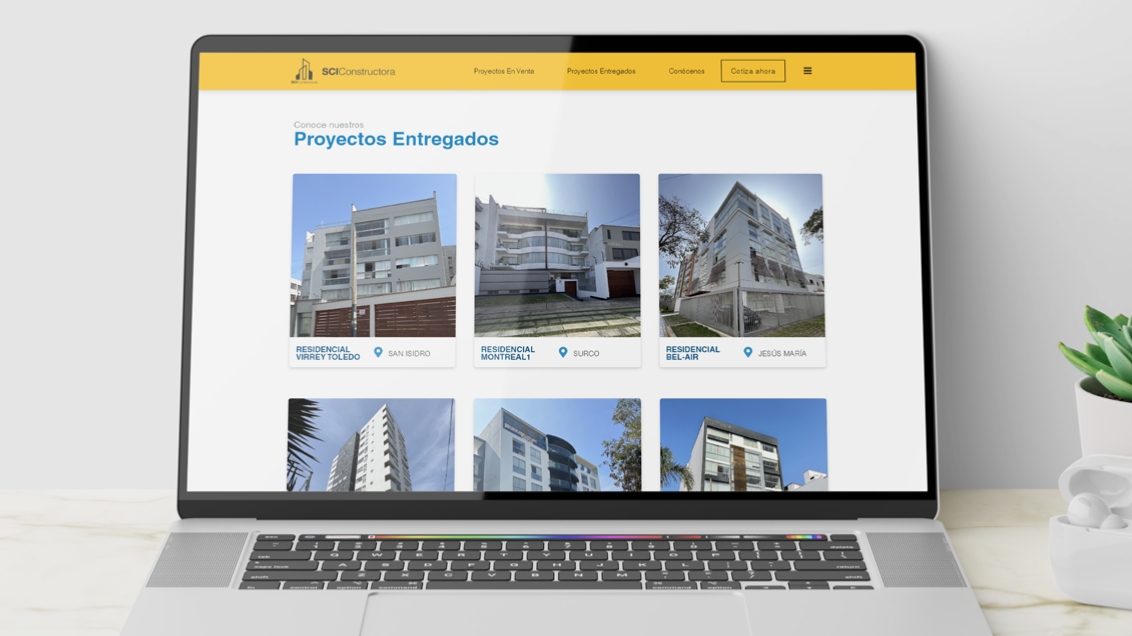 SCIConstructora
Proyectos En Venta
Proyectos Entregados
Conócenos
Cotiza ahora
Conoce nuestros
Proyectos Entregados
RESIDENCIAL
VIRREY TOLEDO
SAN ISIDRO
RESIDENCIAL
MONTREAL1
SURCO
RESIDENCIAL
BEL-AIR
JESÚS MARÍA